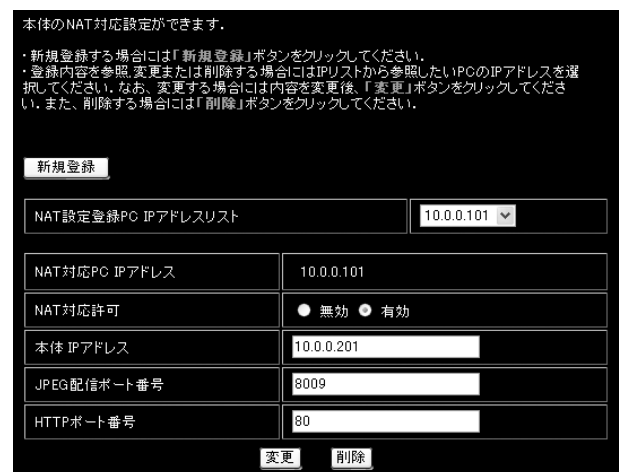 本体のNAT対応設定ができます.
・新規登録する場合には「新規登録」ボタンをクリックしてください.
・登録内容を参照,変更または削除する場合にはIPリストから参照したいPCのIPアドレスを選
択してください. なお、変更する場合には内容を変更後、「変更」ボタンをクリックしてくださ
い. また、削除する場合には「削除」ボタンをクリックしてください.
新規登録
NAT設定登録PC IPアドレスリスト 10.0.0.101
NAT対応PC IPアドレス 10.0.0.101
NAT対応許可 無効 有効
本体 IPアドレス 10.0.0.201
JPEG配信ポート番号 8009
HTTPポート番号 80
変更 削除